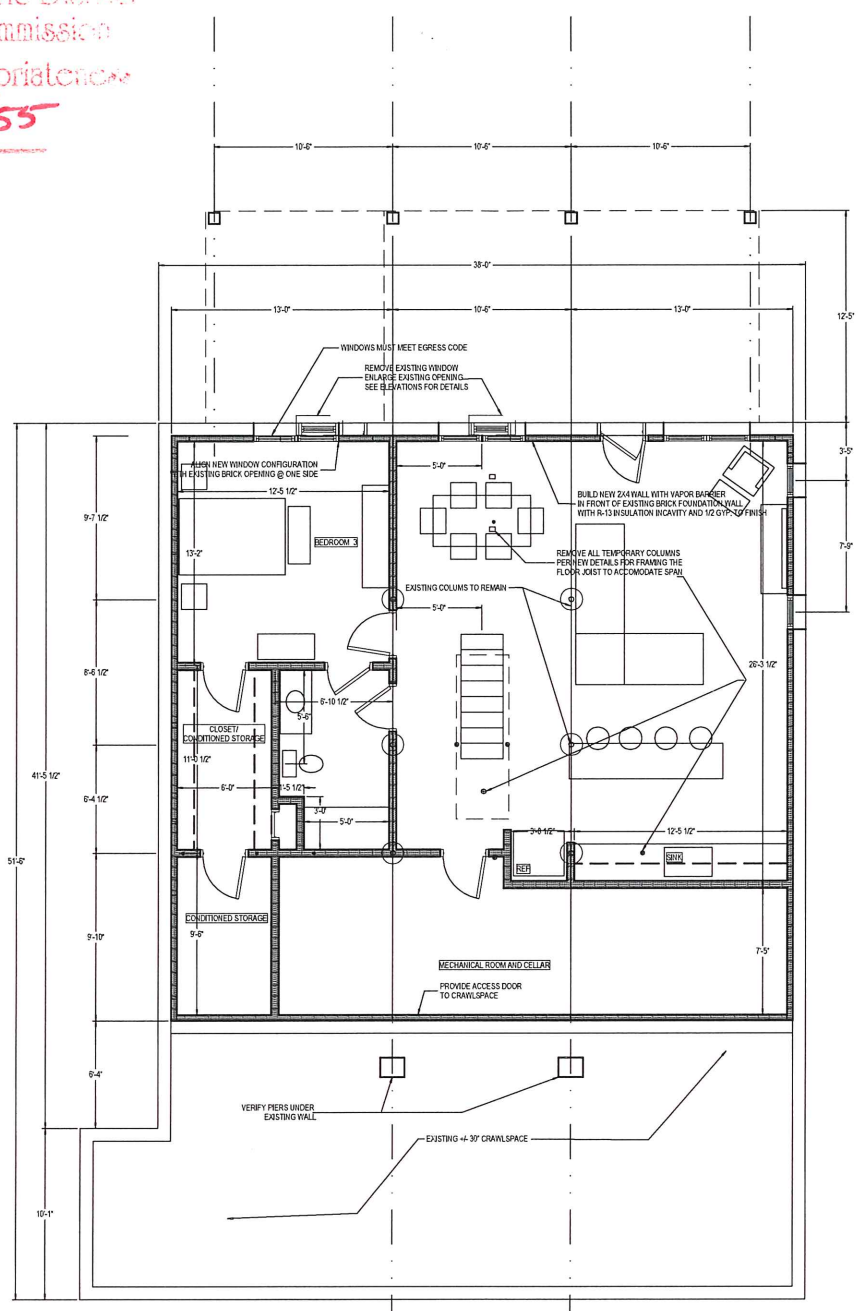 mmission
55
10'-6"
10'-6"
10'-6"
38'-0"
13'-0"
10'-6"
13'-0"
12'-5"
WINDOWS MUST MEET EGRESS CODE
REMOVE EXISTING WINDOW
ENLARGE EXISTING OPENING
SEE ELEVATIONS FOR DETAILS
3'-5"
ALIGN NEW WINDOW CONFIGURATION
WITH EXISTING BRICK OPENING @ ONE SIDE
5'-0"
12'-5 1/2"
BUILD NEW 2X4 WALL WITH VAPOR BARRIER
IN FRONT OF EXISTING BRICK FOUNDATION WALL
WITH R-13 INSULATION INCAVITY AND 1/2 GYP. TO FINISH
9'-7 1/2"
BEDROOM 3
7'-9"
13'-2"
REMOVE ALL TEMPORARY COLUMNS
PER NEW DETAILS FOR FRAMING THE
FLOOR JOIST TO ACCOMODATE SPAN
EXISTING COLUMS TO REMAIN
5'-0"
8'-6 1/2"
26'-3 1/2"
6'-10 1/2"
5'-6"
CLOSET/
CONDITIONED STORAGE
11'-0 1/2"
41'-5 1/2"
6'-0"
1'-5 1/2"
6'-4 1/2"
3'-0"
5'-0"
3'-8 1/2"
12'-5 1/2"
SINK
REF
51'-6"
CONDITIONED STORAGE
9'-10"
9'-6"
7'-5"
MECHANICAL ROOM AND CELLAR
PROVIDE ACCESS DOOR
TO CRAWLSPACE
6'-4"
VERIFY PIERS UNDER
EXISTING WALL
EXISTING +/- 30" CRAWLSPACE
10'-1"